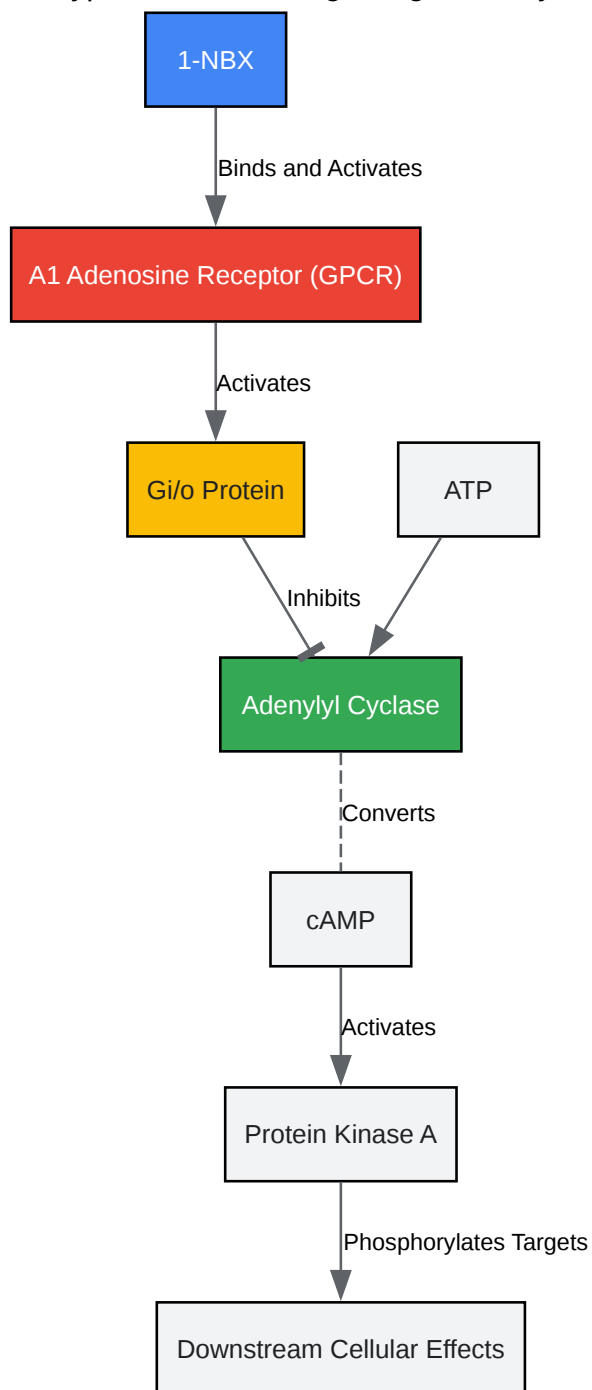 1-NBX
Binds and Activates
A1 Adenosine Receptor (GPCR)
Activates
Gi/o Protein
ATP
Inhibits
Adenylyl Cyclase
Converts
cAMP
Activates
Protein Kinase A
Phosphorylates Targets
Downstream Cellular Effects